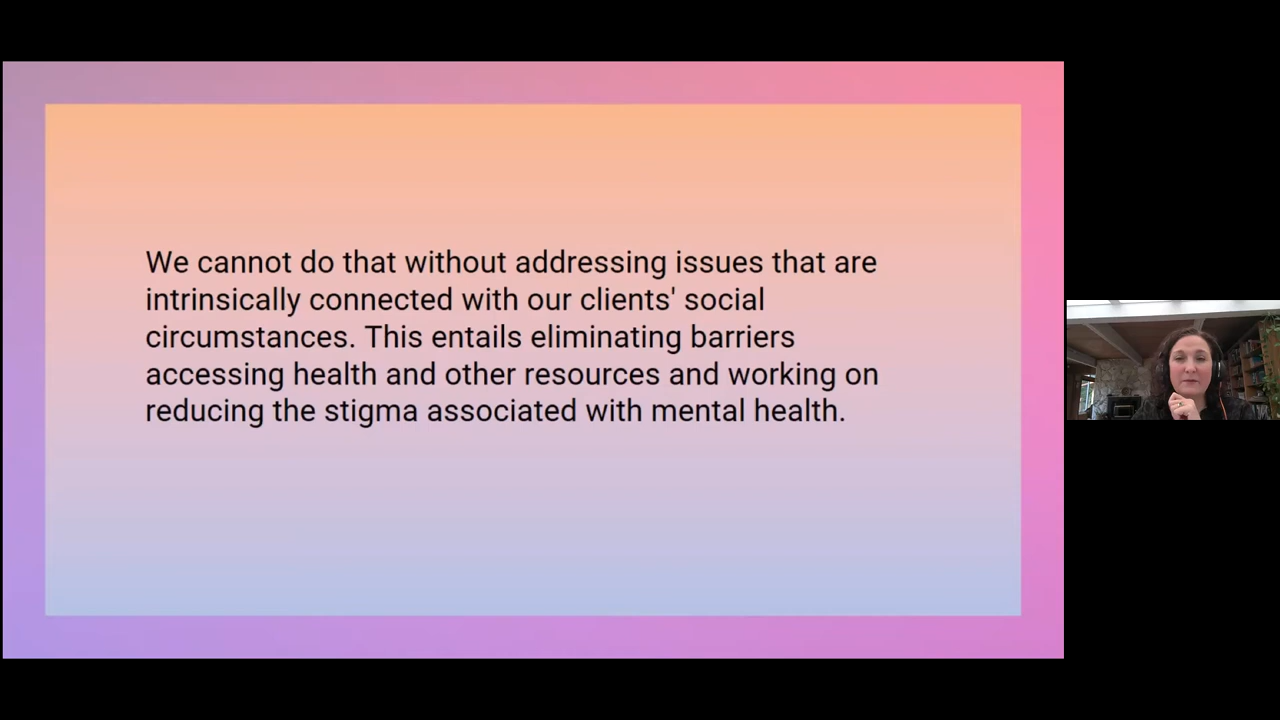 We cannot do that without addressing issues that are
intrinsically connected with our clients' social
circumstances. This entails eliminating barriers
accessing health and other resources and working on
reducing the stigma associated with mental health.